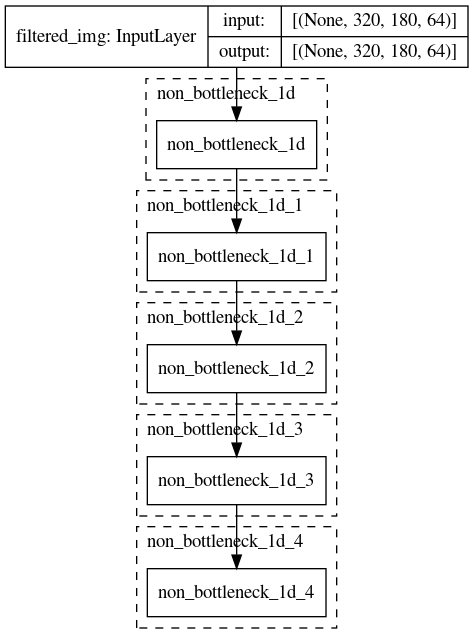 filtered_img: InputLayer
input: [(None, 320, 180, 64)]
output: [(None, 320, 180, 64)]
non_bottleneck_1d
non_bottleneck_1d
non_bottleneck_1d_1
non_bottleneck_1d_1
non_bottleneck_1d_2
non_bottleneck_1d_2
non_bottleneck_1d_3
non_bottleneck_1d_3
non_bottleneck_1d_4
non_bottleneck_1d_4